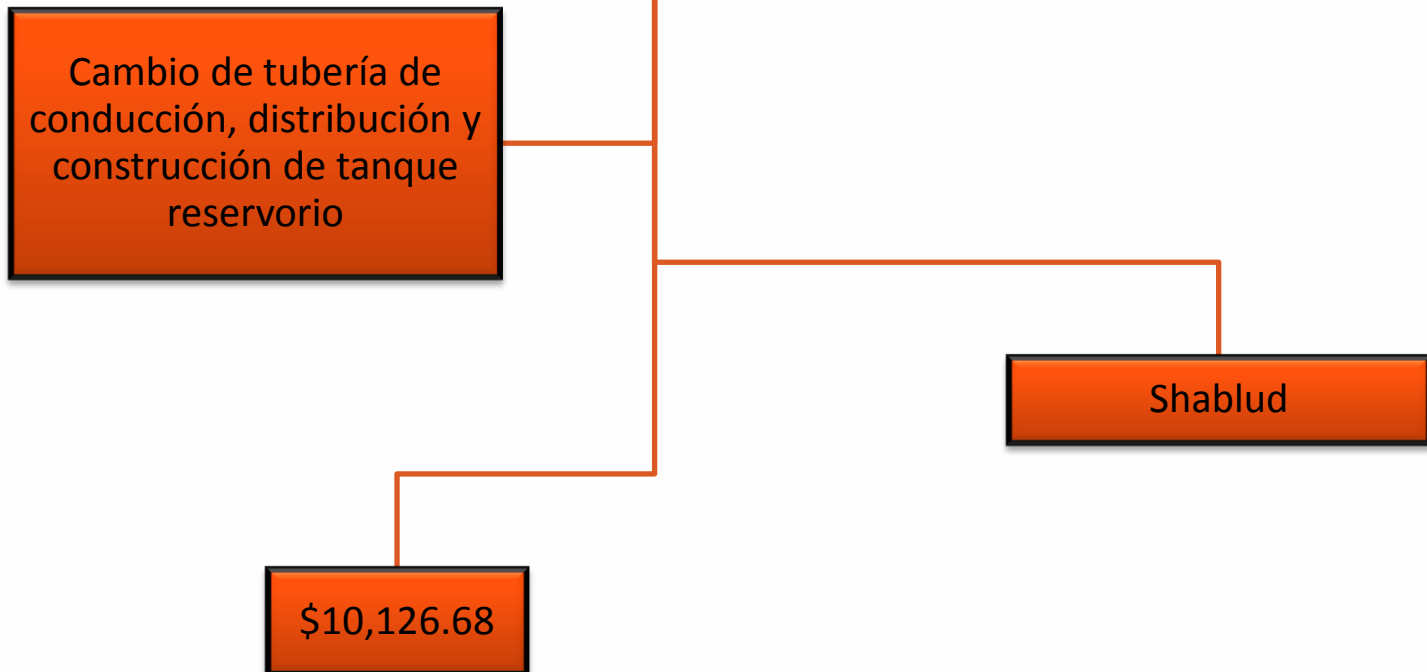 Cambio de tubería de
conducción, distribución y
construcción de tanque
reservorio
Shablud
$10,126.68